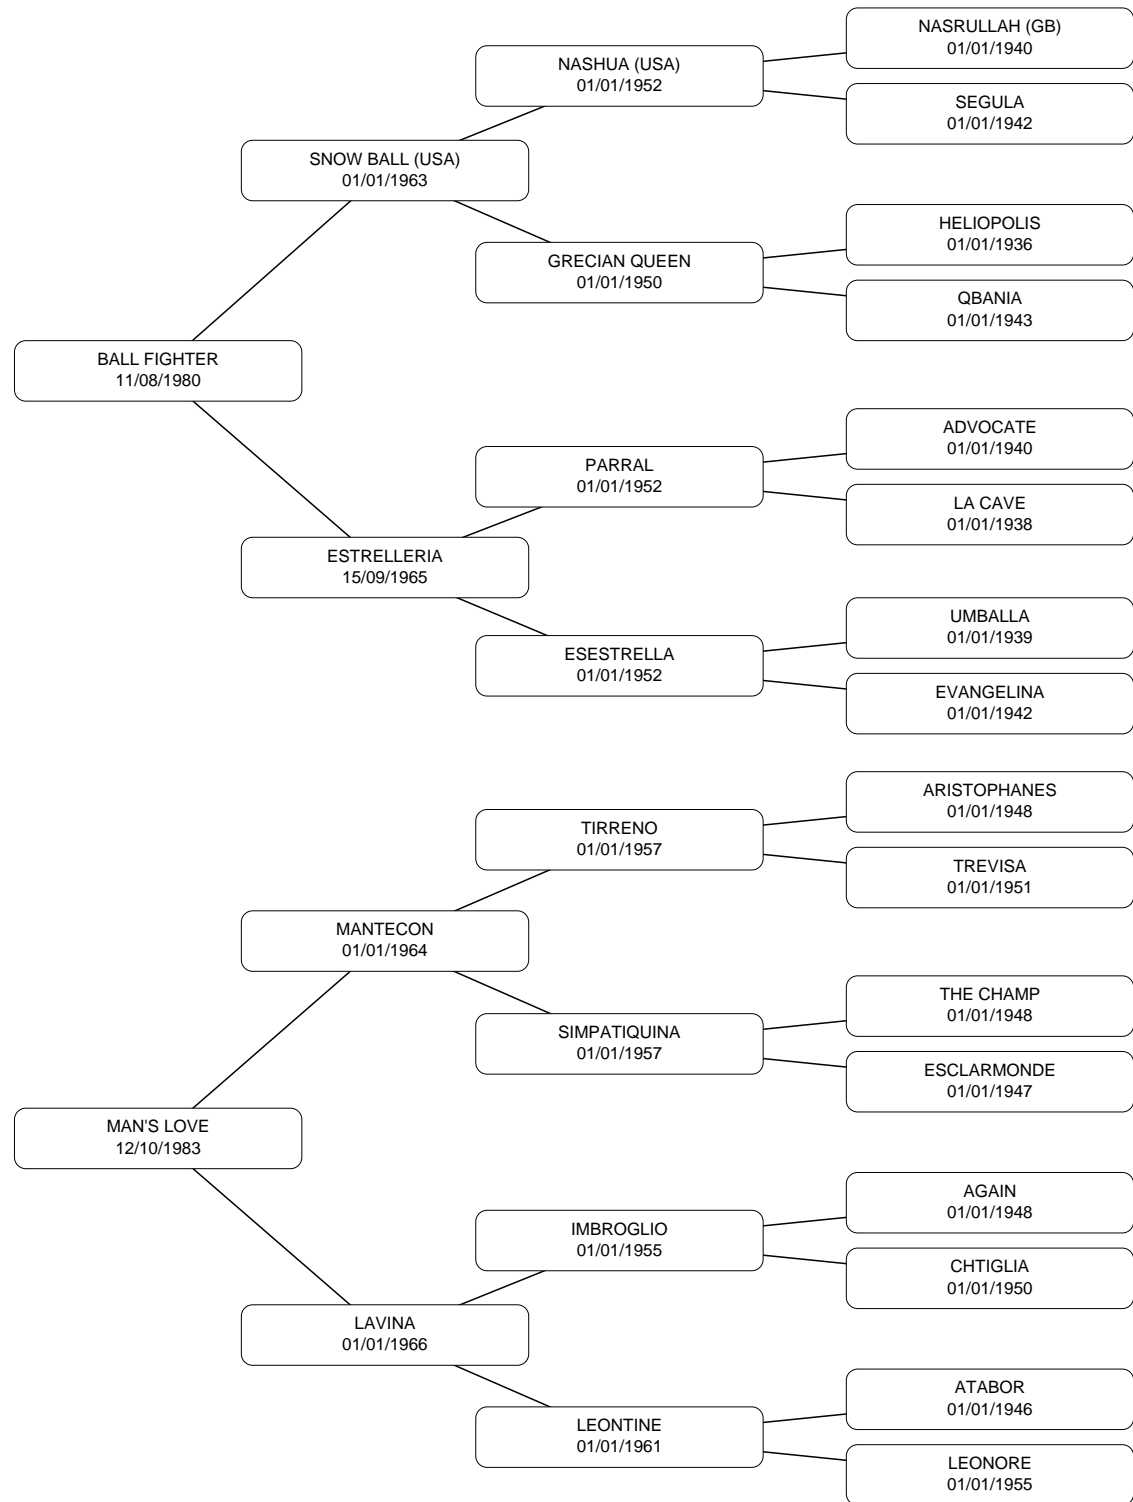 NASRULLAH (GB)
01/01/1940
NASHUA (USA)
01/01/1952
SEGULA
01/01/1942
SNOW BALL (USA)
01/01/1963
HELIOPOLIS
01/01/1936
GRECIAN QUEEN
01/01/1950
QBANIA
01/01/1943
BALL FIGHTER
11/08/1980
ADVOCATE
01/01/1940
PARRAL
01/01/1952
LA CAVE
01/01/1938
ESTRELLERIA
15/09/1965
UMBALLA
01/01/1939
ESESTRELLA
01/01/1952
EVANGELINA
01/01/1942
ARISTOPHANES
01/01/1948
TIRRENO
01/01/1957
TREVISA
01/01/1951
MANTECON
01/01/1964
THE CHAMP
01/01/1948
SIMPATIQUINA
01/01/1957
ESCLARMONDE
01/01/1947
MAN'S LOVE
12/10/1983
AGAIN
01/01/1948
IMBROGLIO
01/01/1955
CHTIGLIA
01/01/1950
LAVINA
01/01/1966
ATABOR
01/01/1946
LEONTINE
01/01/1961
LEONORE
01/01/1955